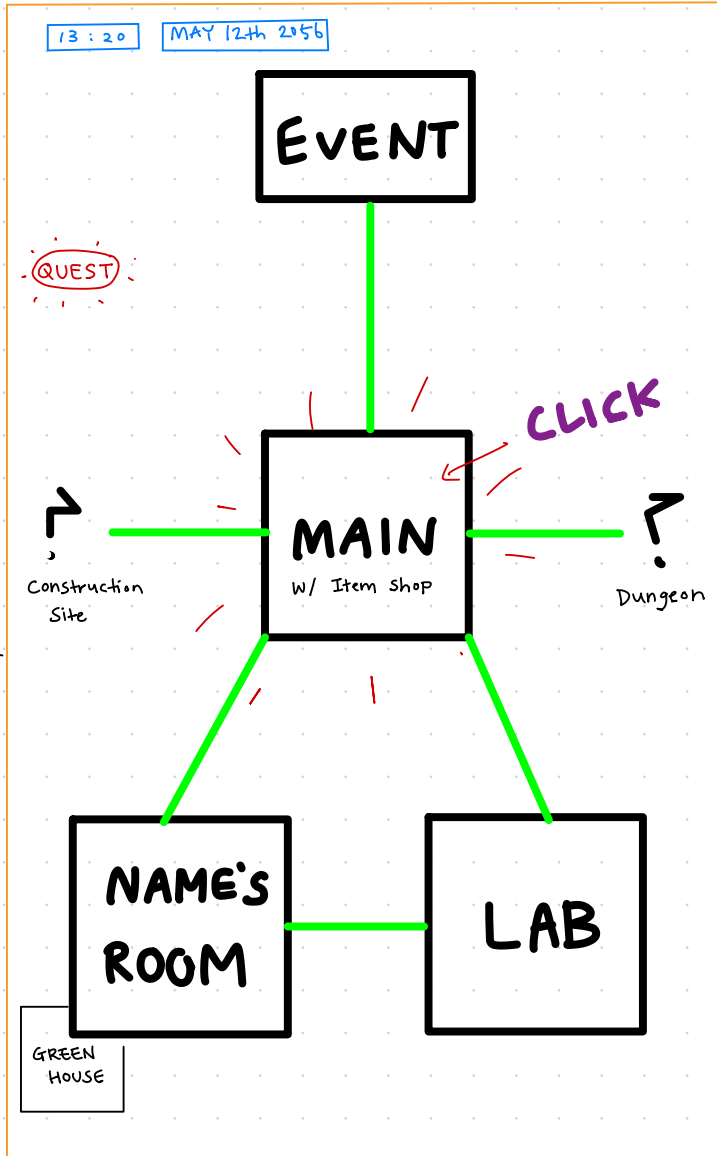 13 : 20
MAY 12th 2056
EVENT
QUEST
CLICK
?
Construction
Site
MAIN
w/ Item Shop
?
Dungeon
NAME'S
ROOM
LAB
GREEN
HOUSE